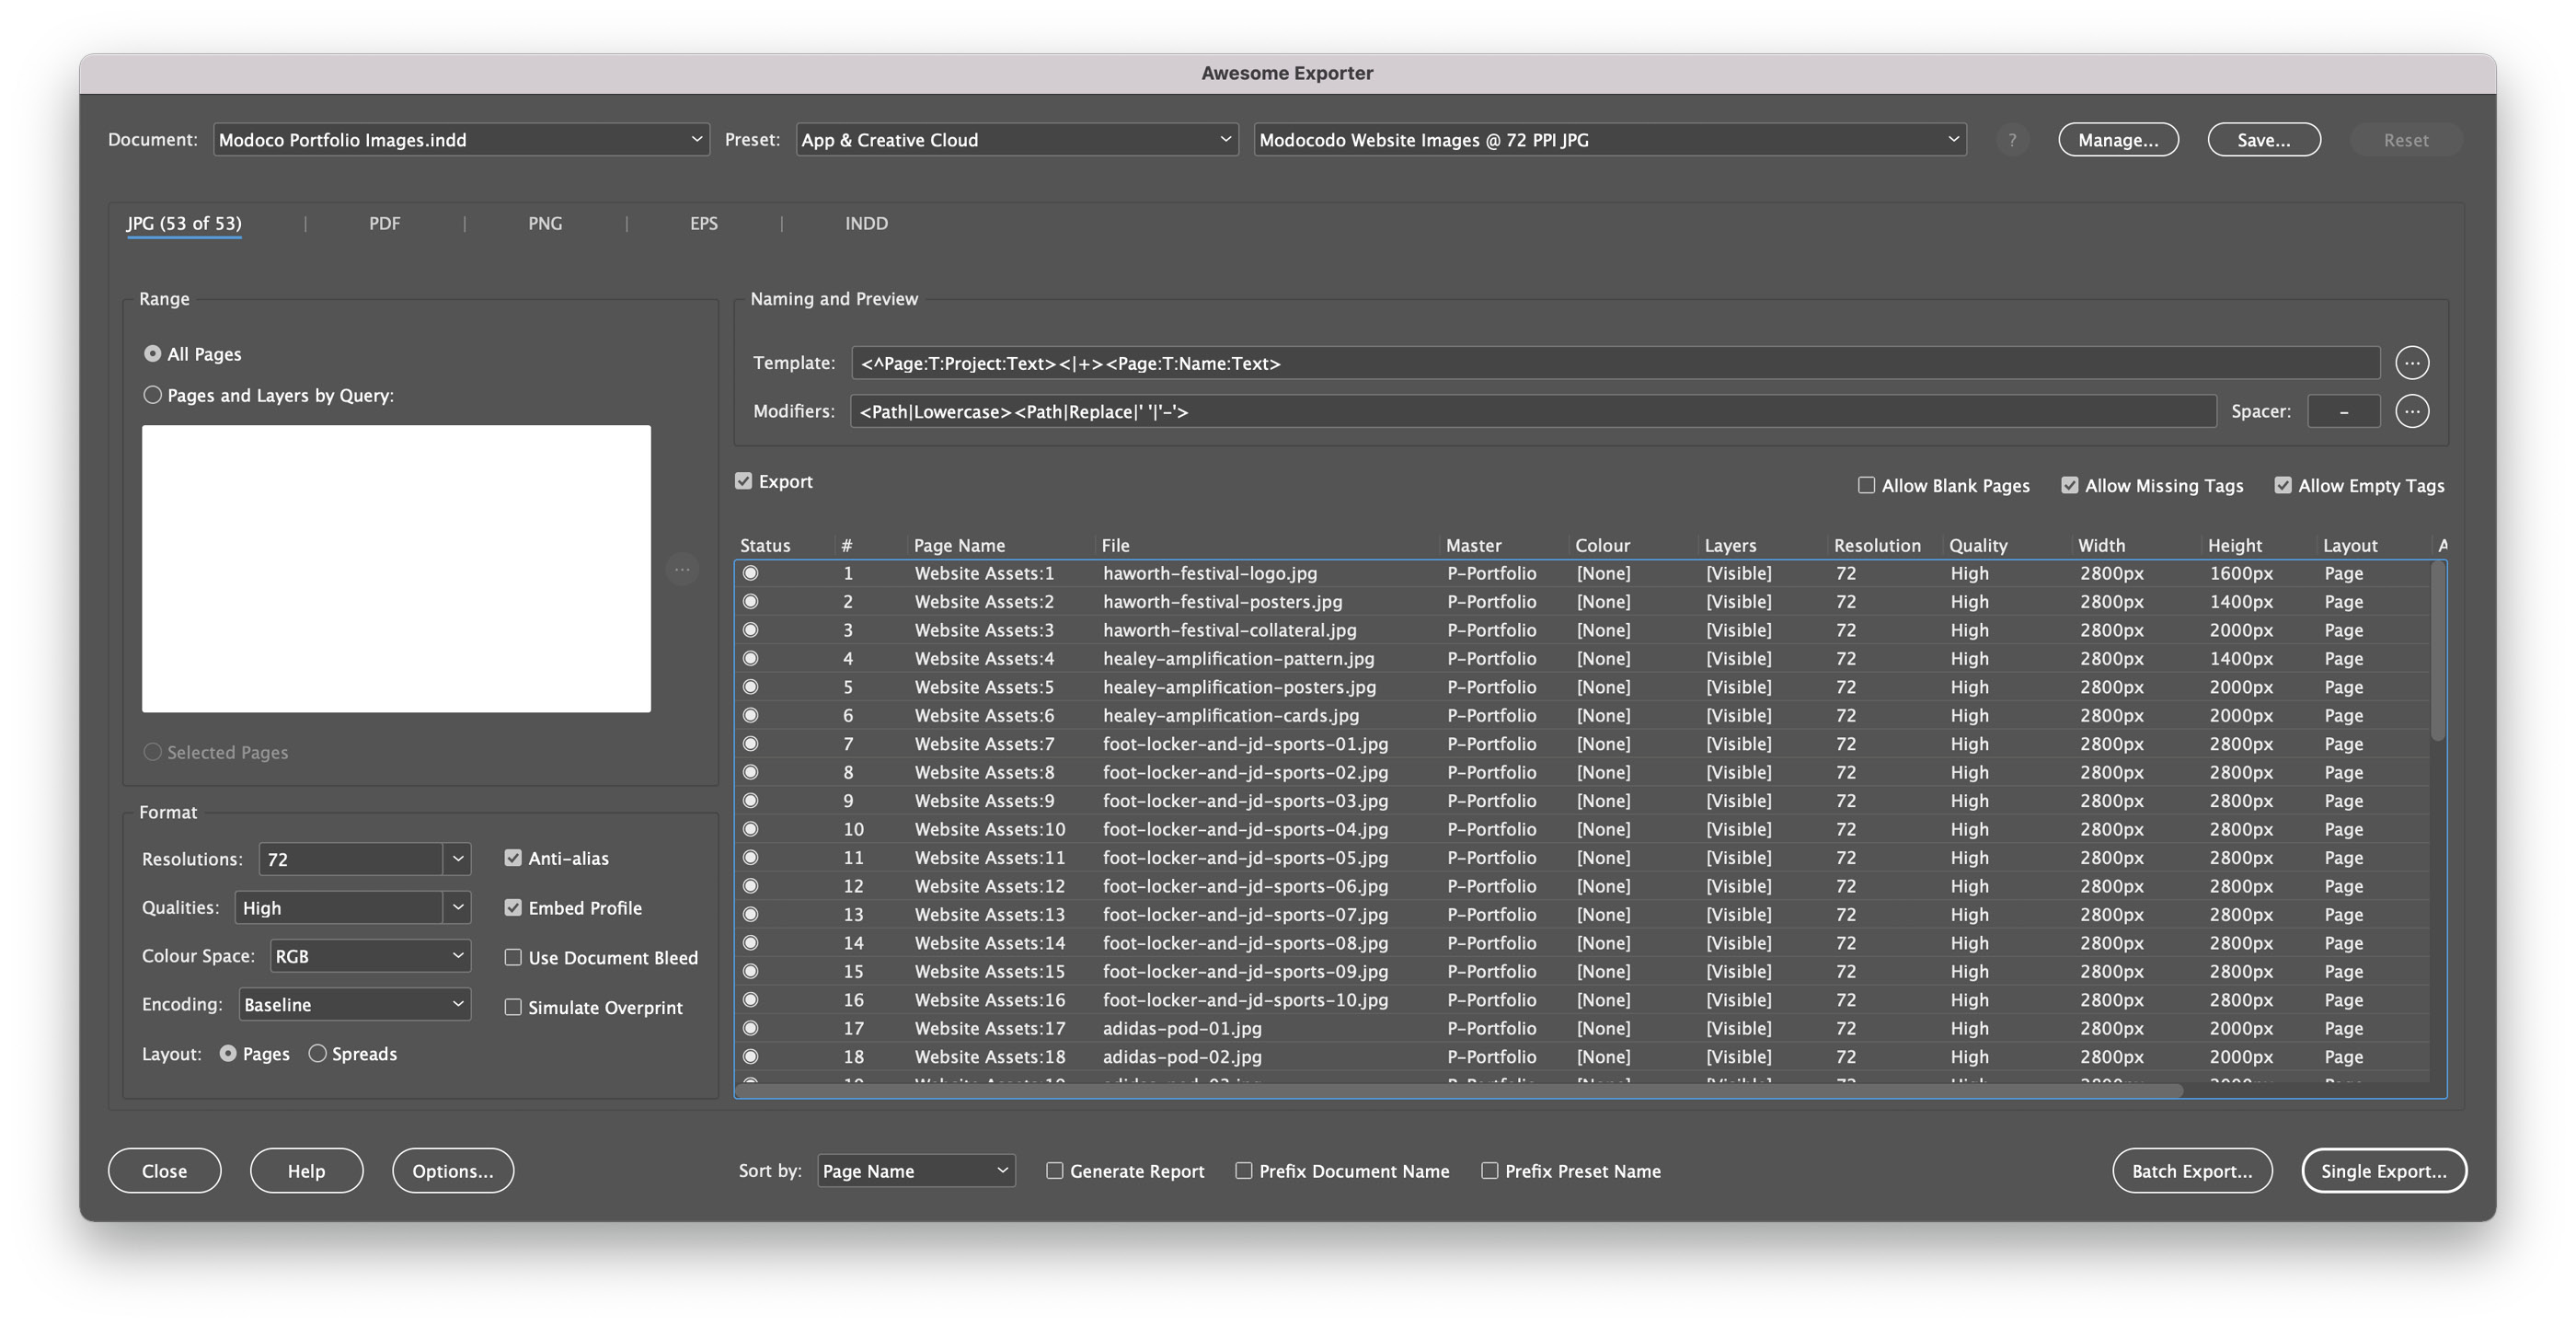 Awesome Exporter
Document: Modoco Portfolio Images.indd Preset: App & Creative Cloud Modocodo Website Images @ 72 PPI JPG ? Manage... Save... Reset
JPG (53 of 53) | PDF | PNG | EPS | INDD
Range
All Pages
Pages and Layers by Query:
...
Selected Pages
Format
Resolutions: 72 Anti-alias
Qualities: High Embed Profile
Colour Space: RGB Use Document Bleed
Encoding: Baseline Simulate Overprint
Layout: Pages Spreads
Naming and Preview
Template: <^Page:T:Project:Text><|+><Page:T:Name:Text> ...
Modifiers: <Path|Lowercase><Path|Replace|' '|'-'> Spacer: - ...
Export Allow Blank Pages Allow Missing Tags Allow Empty Tags
Status # Page Name File Master Colour Layers Resolution Quality Width Height Layout A
1 Website Assets:1 haworth-festival-logo.jpg P-Portfolio [None] [Visible] 72 High 2800px 1600px Page
2 Website Assets:2 haworth-festival-posters.jpg P-Portfolio [None] [Visible] 72 High 2800px 1400px Page
3 Website Assets:3 haworth-festival-collateral.jpg P-Portfolio [None] [Visible] 72 High 2800px 2000px Page
4 Website Assets:4 healey-amplification-pattern.jpg P-Portfolio [None] [Visible] 72 High 2800px 1400px Page
5 Website Assets:5 healey-amplification-posters.jpg P-Portfolio [None] [Visible] 72 High 2800px 2000px Page
6 Website Assets:6 healey-amplification-cards.jpg P-Portfolio [None] [Visible] 72 High 2800px 2000px Page
7 Website Assets:7 foot-locker-and-jd-sports-01.jpg P-Portfolio [None] [Visible] 72 High 2800px 2800px Page
8 Website Assets:8 foot-locker-and-jd-sports-02.jpg P-Portfolio [None] [Visible] 72 High 2800px 2800px Page
9 Website Assets:9 foot-locker-and-jd-sports-03.jpg P-Portfolio [None] [Visible] 72 High 2800px 2800px Page
10 Website Assets:10 foot-locker-and-jd-sports-04.jpg P-Portfolio [None] [Visible] 72 High 2800px 2800px Page
11 Website Assets:11 foot-locker-and-jd-sports-05.jpg P-Portfolio [None] [Visible] 72 High 2800px 2800px Page
12 Website Assets:12 foot-locker-and-jd-sports-06.jpg P-Portfolio [None] [Visible] 72 High 2800px 2800px Page
13 Website Assets:13 foot-locker-and-jd-sports-07.jpg P-Portfolio [None] [Visible] 72 High 2800px 2800px Page
14 Website Assets:14 foot-locker-and-jd-sports-08.jpg P-Portfolio [None] [Visible] 72 High 2800px 2800px Page
15 Website Assets:15 foot-locker-and-jd-sports-09.jpg P-Portfolio [None] [Visible] 72 High 2800px 2800px Page
16 Website Assets:16 foot-locker-and-jd-sports-10.jpg P-Portfolio [None] [Visible] 72 High 2800px 2800px Page
17 Website Assets:17 adidas-pod-01.jpg P-Portfolio [None] [Visible] 72 High 2800px 2000px Page
18 Website Assets:18 adidas-pod-02.jpg P-Portfolio [None] [Visible] 72 High 2800px 2000px Page
Close Help Options... Sort by: Page Name Generate Report Prefix Document Name Prefix Preset Name Batch Export... Single Export...